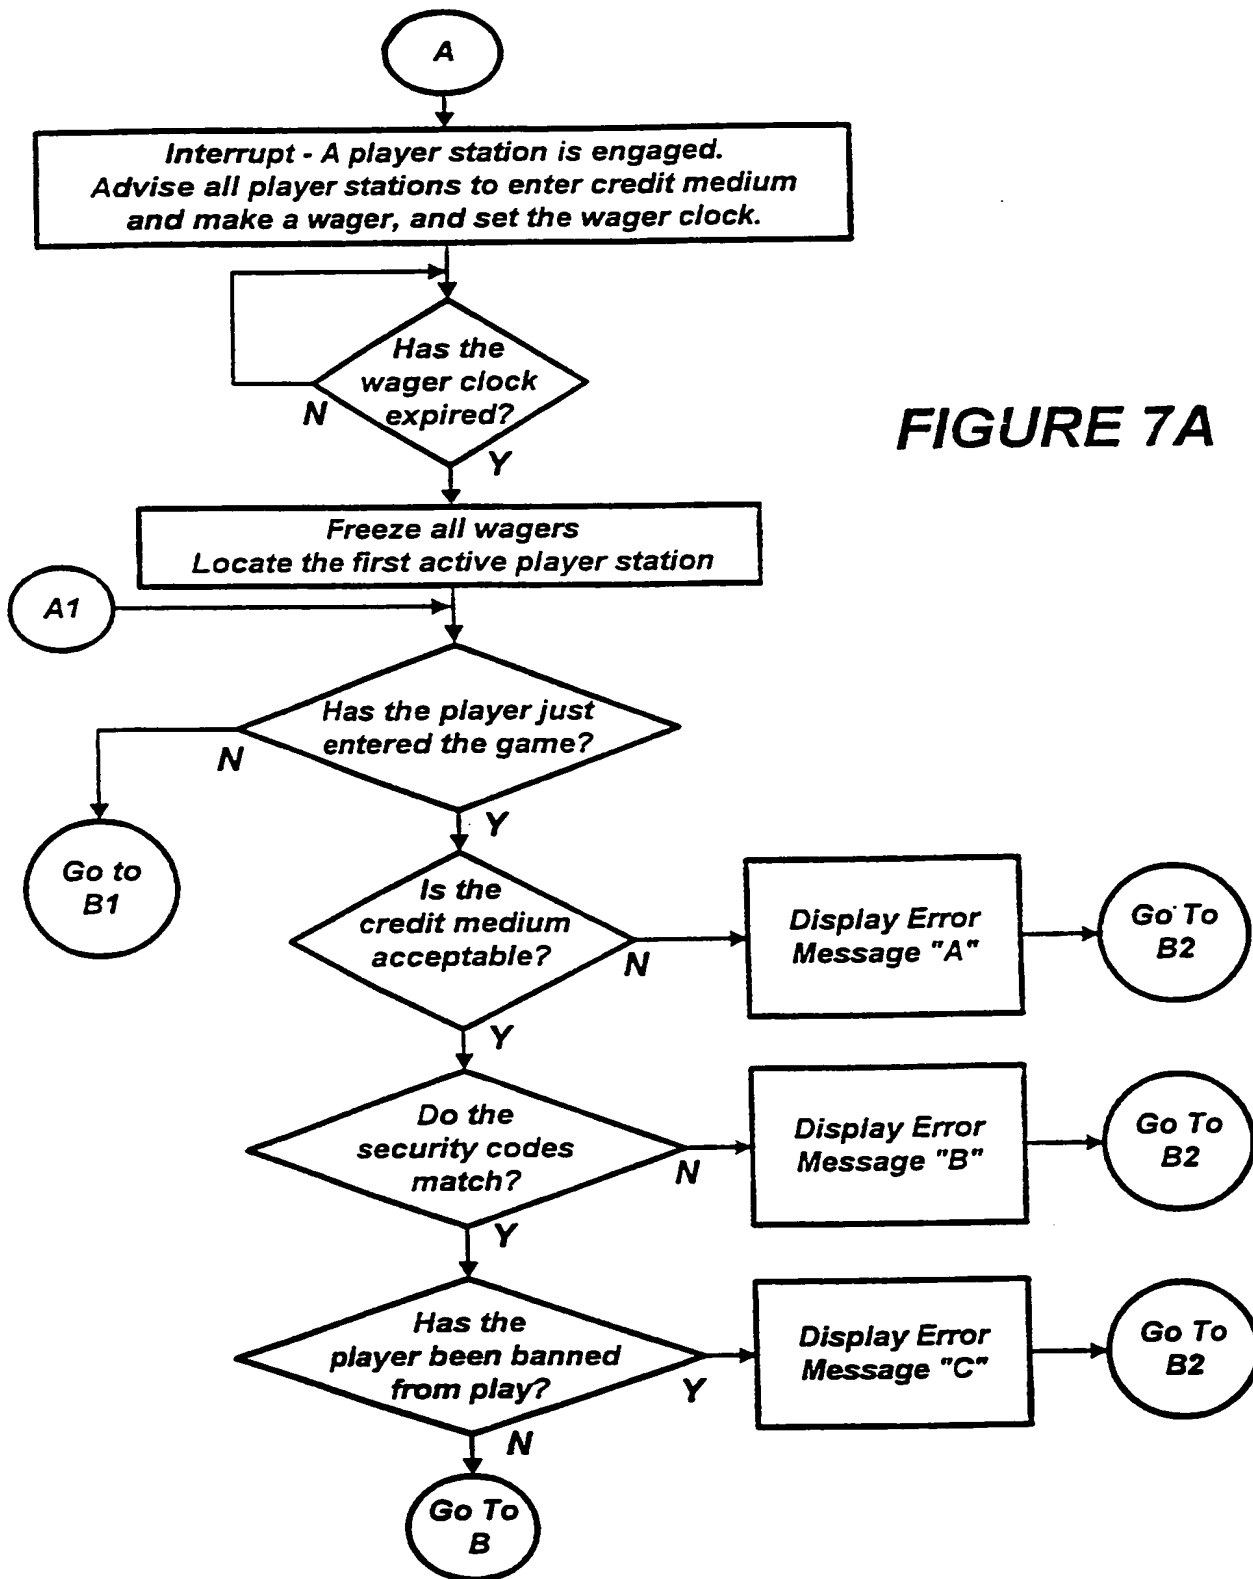 A
Interrupt - A player station is engaged.
Advise all player stations to enter credit medium
and make a wager, and set the wager clock.
Has the
wager clock
expired?
N
Y
FIGURE 7A
Freeze all wagers
Locate the first active player station
A1
Has the player just
entered the game?
N
Y
Go to
B1
Is the
credit medium
acceptable?
N
Y
Display Error
Message "A"
Go To
B2
Do the
security codes
match?
N
Y
Display Error
Message "B"
Go To
B2
Has the
player been banned
from play?
Y
N
Display Error
Message "C"
Go To
B2
Go To
B